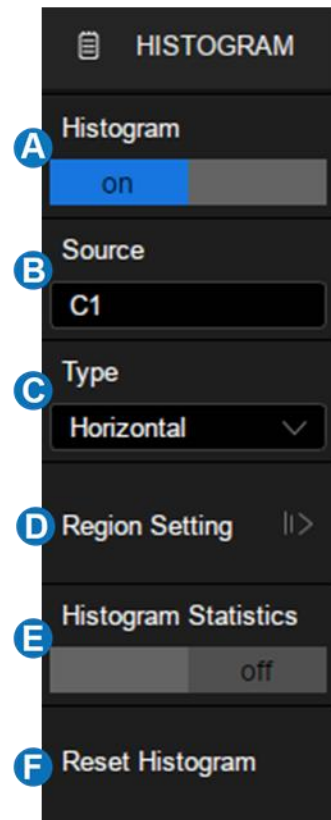 HISTOGRAM
A
Histogram
on
B
Source
C1
C
Type
Horizontal
D
Region Setting
E
Histogram Statistics
off
F
Reset Histogram